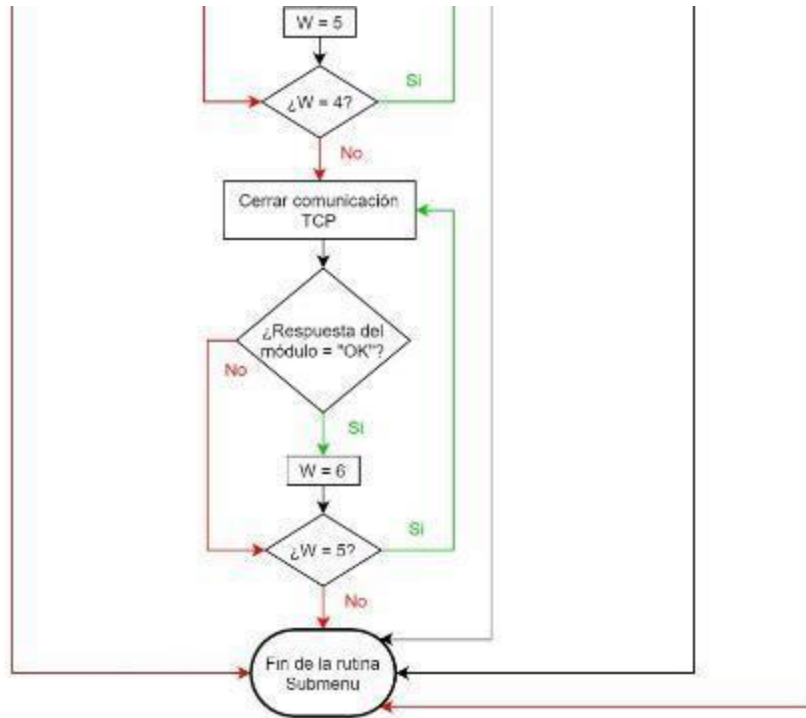 W = 5
Si
¿W = 4?
No
Cerrar comunicación
TCP
¿Respuesta del
módulo = "OK"?
No
Si
W = 6
Si
¿W = 5?
No
Fin de la rutina
Submenu